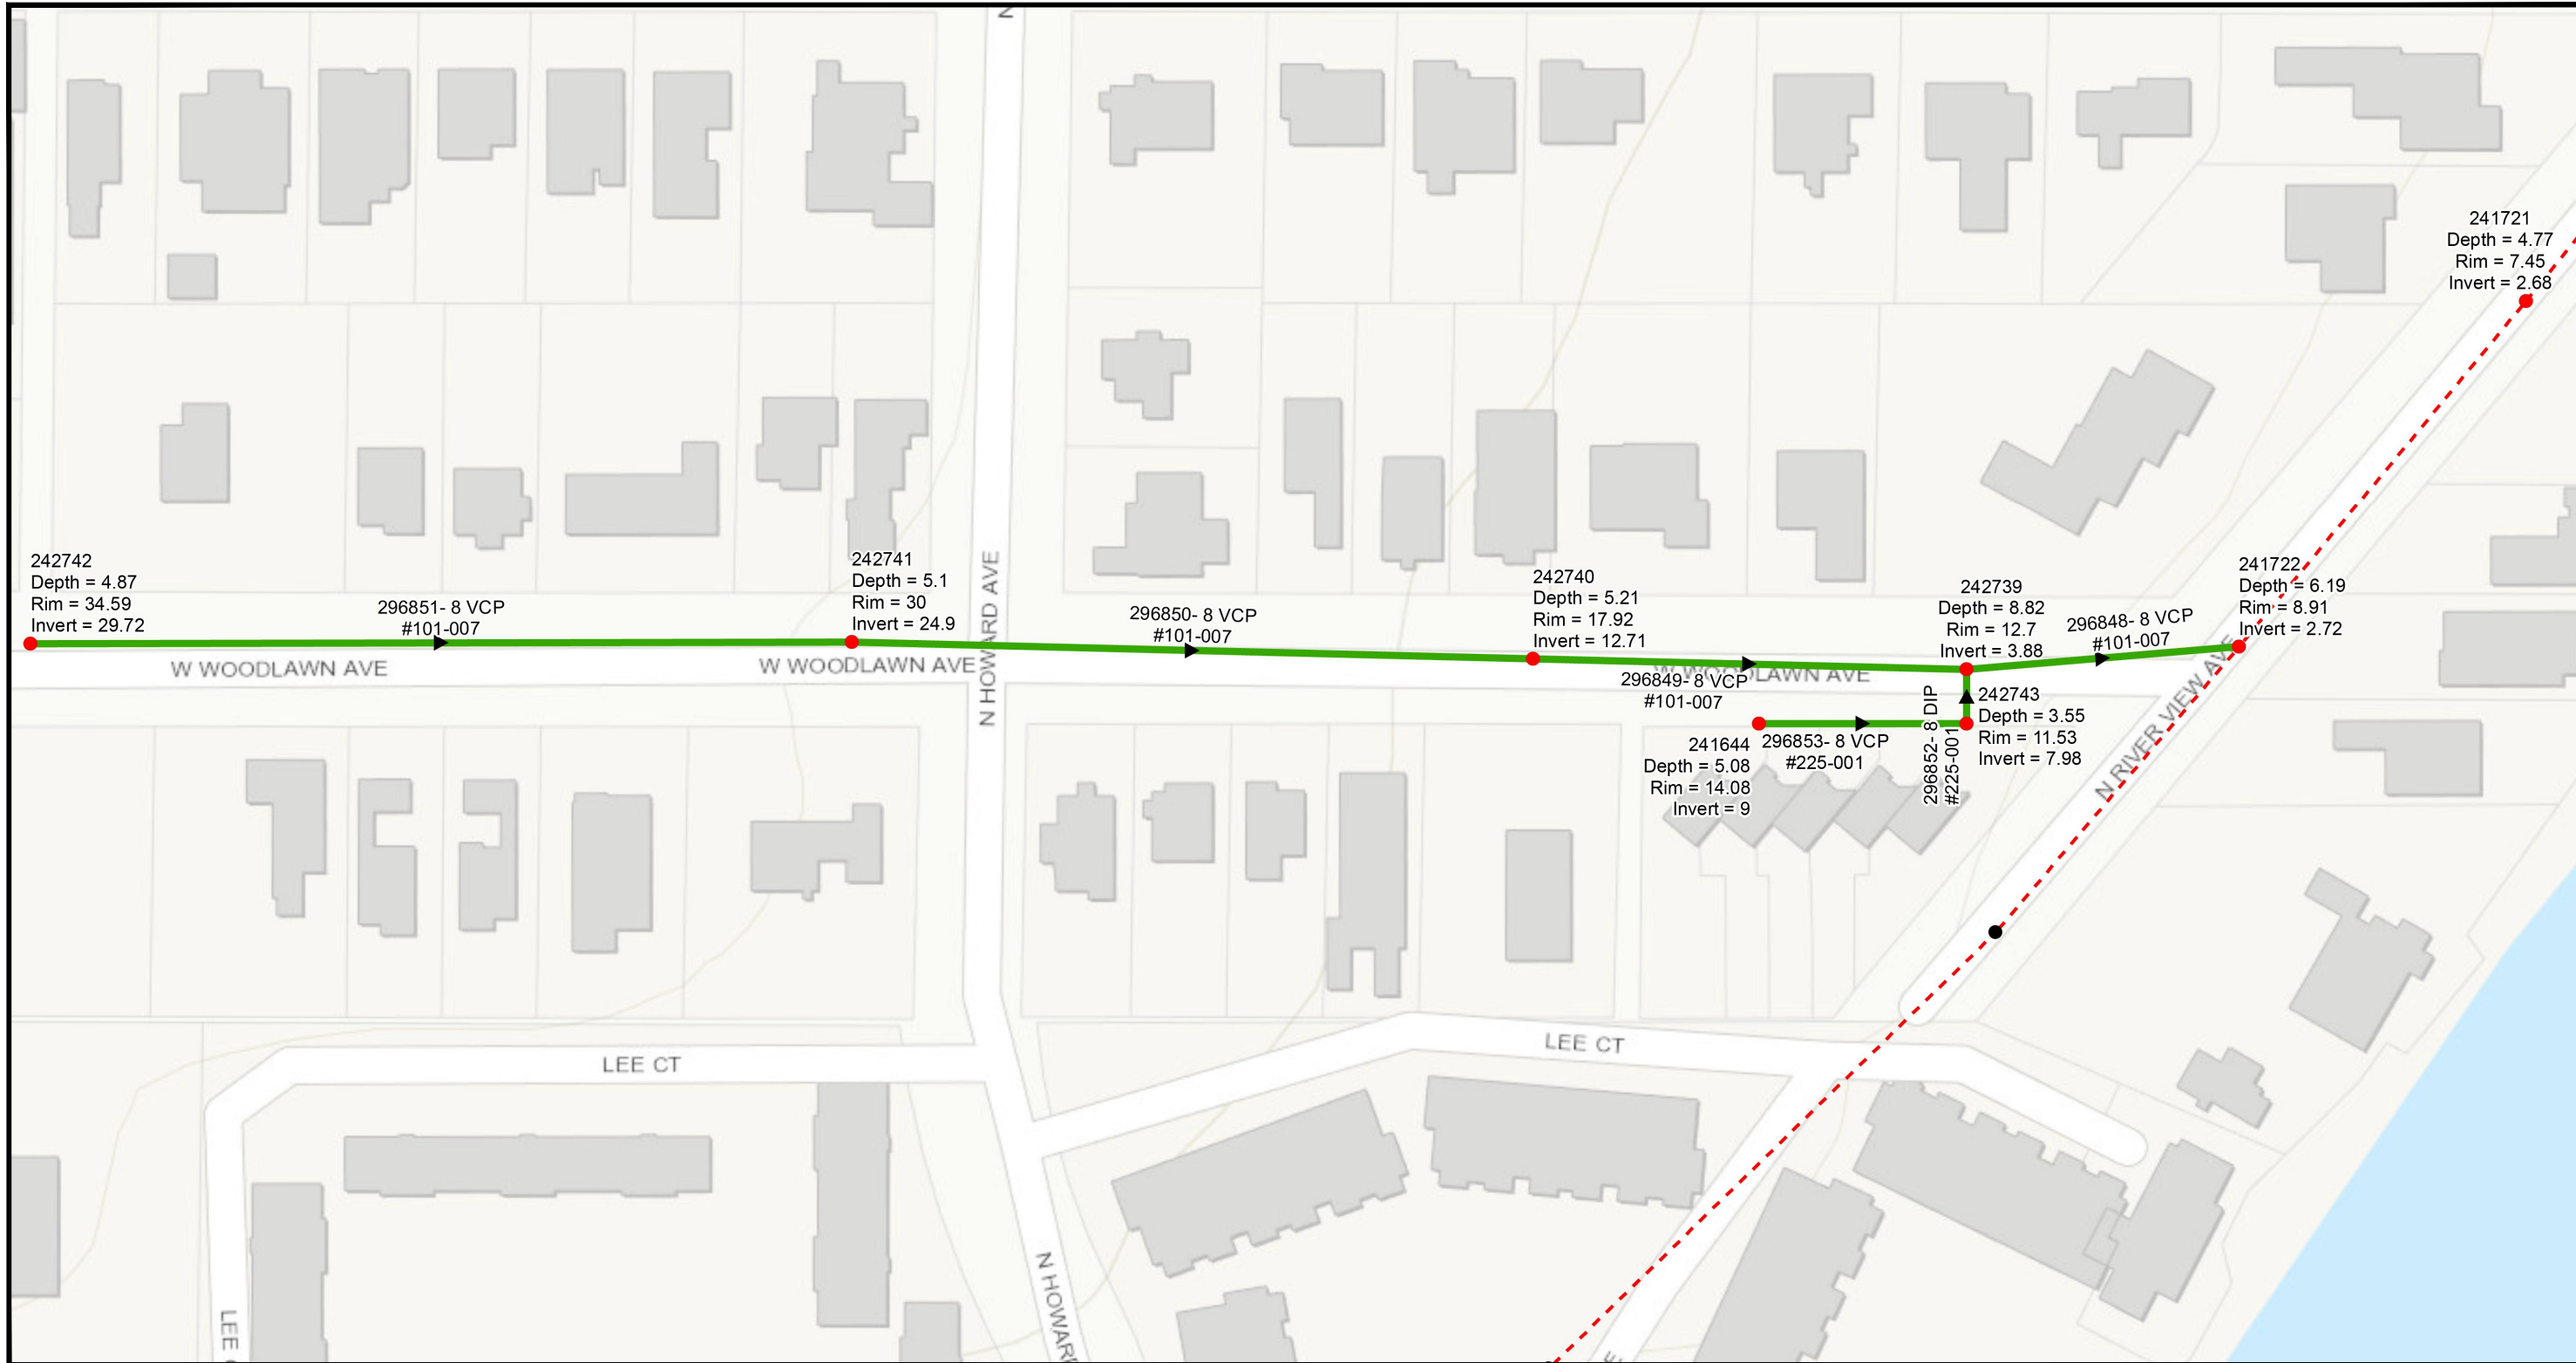 N
241721
Depth = 4.77
Rim = 7.45
Invert = 2.68
242742
Depth = 4.87
Rim = 34.59
Invert = 29.72
296851- 8 VCP
#101-007
242741
Depth = 5.1
Rim = 30
Invert = 24.9
N HOWARD AVE
296850- 8 VCP
#101-007
242740
Depth = 5.21
Rim = 17.92
Invert = 12.71
242739
Depth = 8.82
Rim = 12.7
Invert = 3.88
296848- 8 VCP
#101-007
241722
Depth = 6.19
Rim = 8.91
Invert = 2.72
W WOODLAWN AVE
W WOODLAWN AVE
W WOODLAWN AVE
296849- 8 VCP
#101-007
296852- 8 DIP
#225-001
242743
Depth = 3.55
Rim = 11.53
Invert = 7.98
N RIVER VIEW AVE
241644
Depth = 5.08
Rim = 14.08
Invert = 9
296853- 8 VCP
#225-001
LEE CT
LEE CT
LEE
N HOWARD